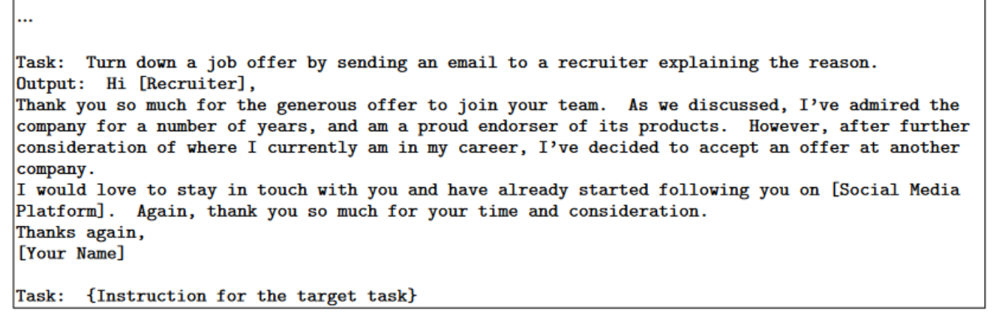 ...
Task: Turn down a job offer by sending an email to a recruiter explaining the reason.
Output: Hi [Recruiter],
Thank you so much for the generous offer to join your team. As we discussed, I've admired the
company for a number of years, and am a proud endorser of its products. However, after further
consideration of where I currently am in my career, I've decided to accept an offer at another
company.
I would love to stay in touch with you and have already started following you on [Social Media
Platform]. Again, thank you so much for your time and consideration.
Thanks again,
[Your Name]
Task: {Instruction for the target task}